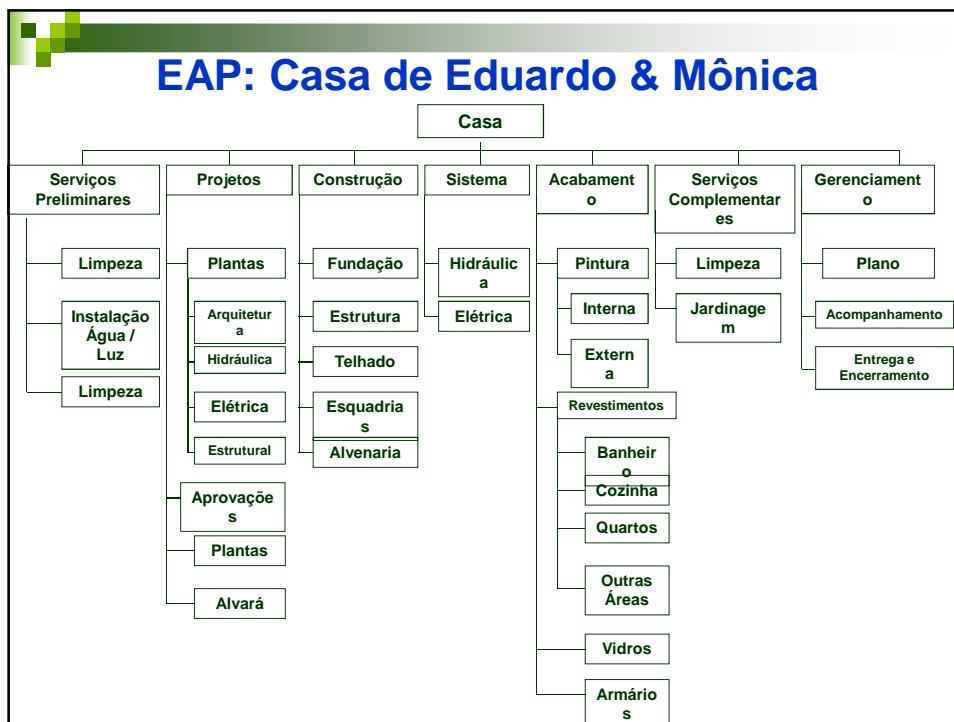 EAP: Casa de Eduardo & Mônica
Casa
Serviços
Preliminares
Projetos
Construção
Sistema
Acabament
o
Serviços
Complementar
es
Gerenciament
o
Limpeza
Instalação
Água /
Luz
Limpeza
Plantas
Arquitetur
a
Hidráulica
Elétrica
Estrutural
Aprovaçõe
s
Plantas
Alvará
Fundação
Estrutura
Telhado
Esquadria
s
Alvenaria
Hidráulic
a
Elétrica
Pintura
Interna
Extern
a
Revestimentos
Banheir
o
Cozinha
Quartos
Outras
Áreas
Vidros
Armário
s
Limpeza
Jardinage
m
Plano
Acompanhamento
Entrega e
Encerramento